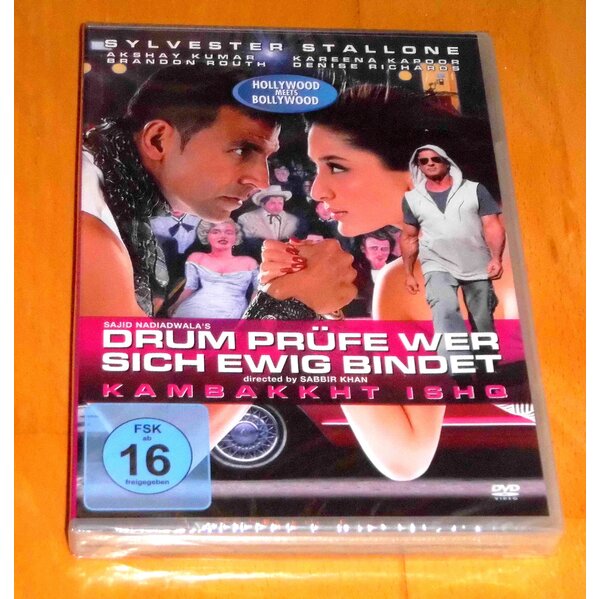 SYLVESTER STALLONE
AKSHAY KUMAR KAREENA KAPOOR
BRANDON ROUTH DENISE RICHARDS
HOLLYWOOD
MEETS
BOLLYWOOD
SAJID NADIADWALA'S
DRUM PRÜFE WER
SICH EWIG BINDET
directed by SABBIR KHAN
KAMBAKKHT ISHQ
FSK
ab
16
freigegeben
DVD
VIDEO